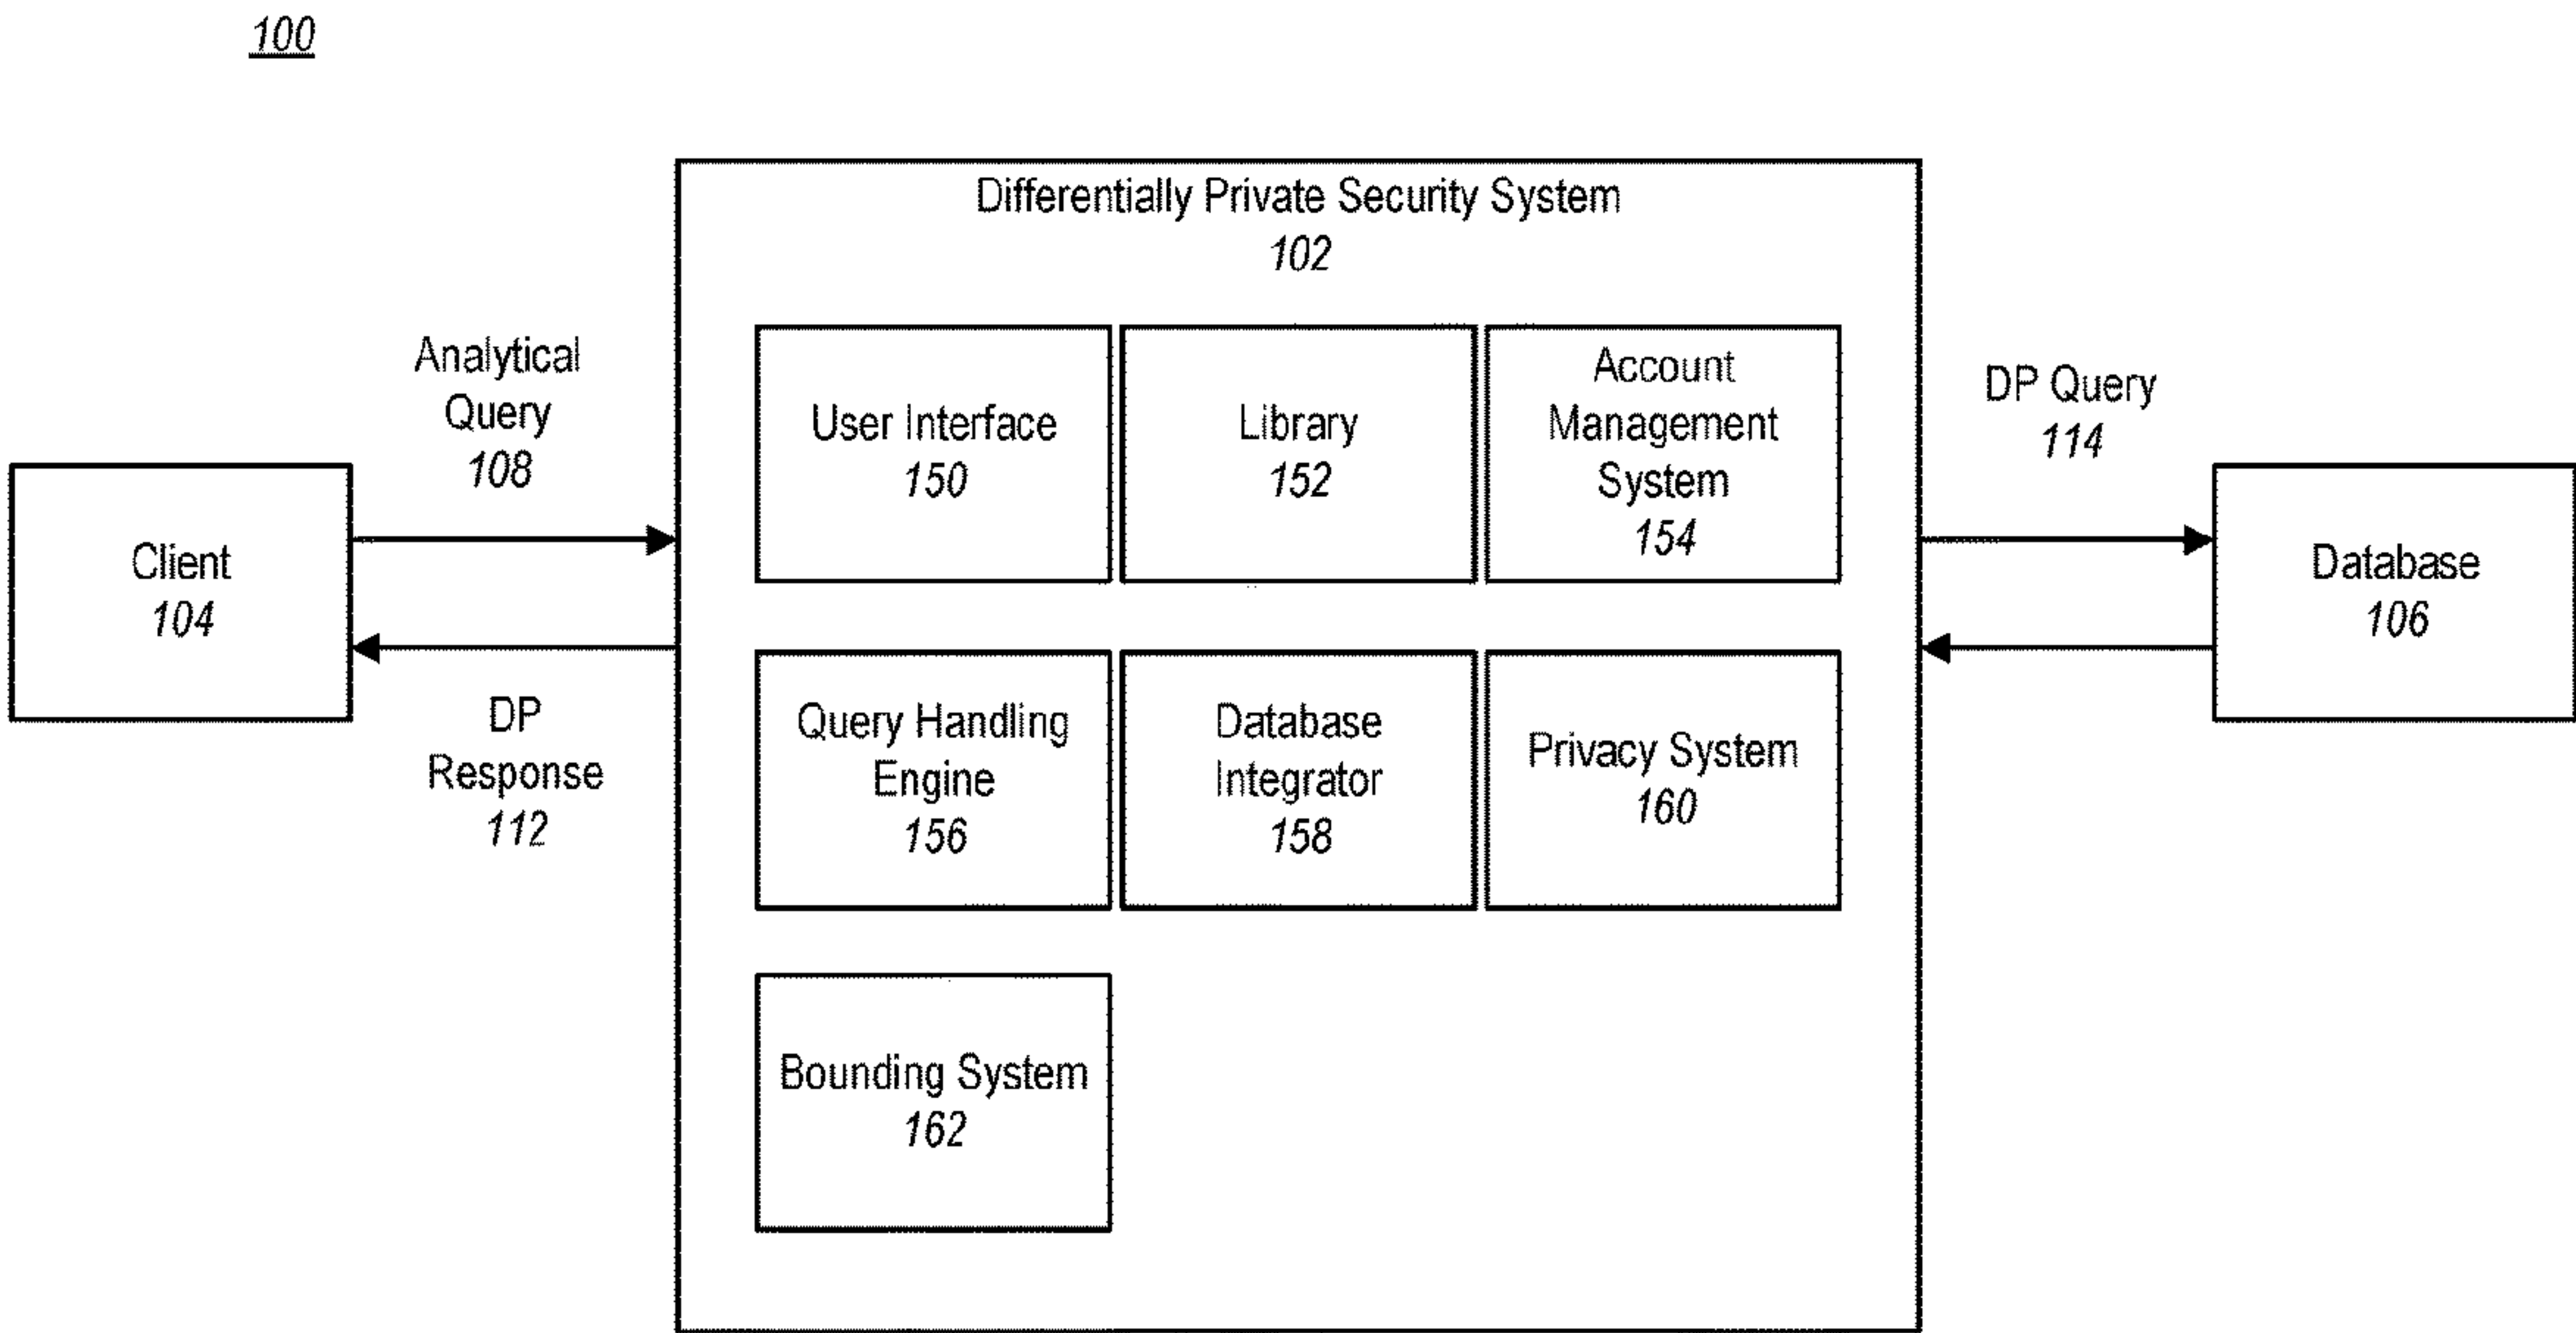 100
Differentially Private Security System
102
Analytical
Query
108
Client
104
DP
Response
112
User Interface
150
Library
152
Account
Management
System
154
Query Handling
Engine
156
Database
Integrator
158
Privacy System
160
Bounding System
162
DP Query
114
Database
106